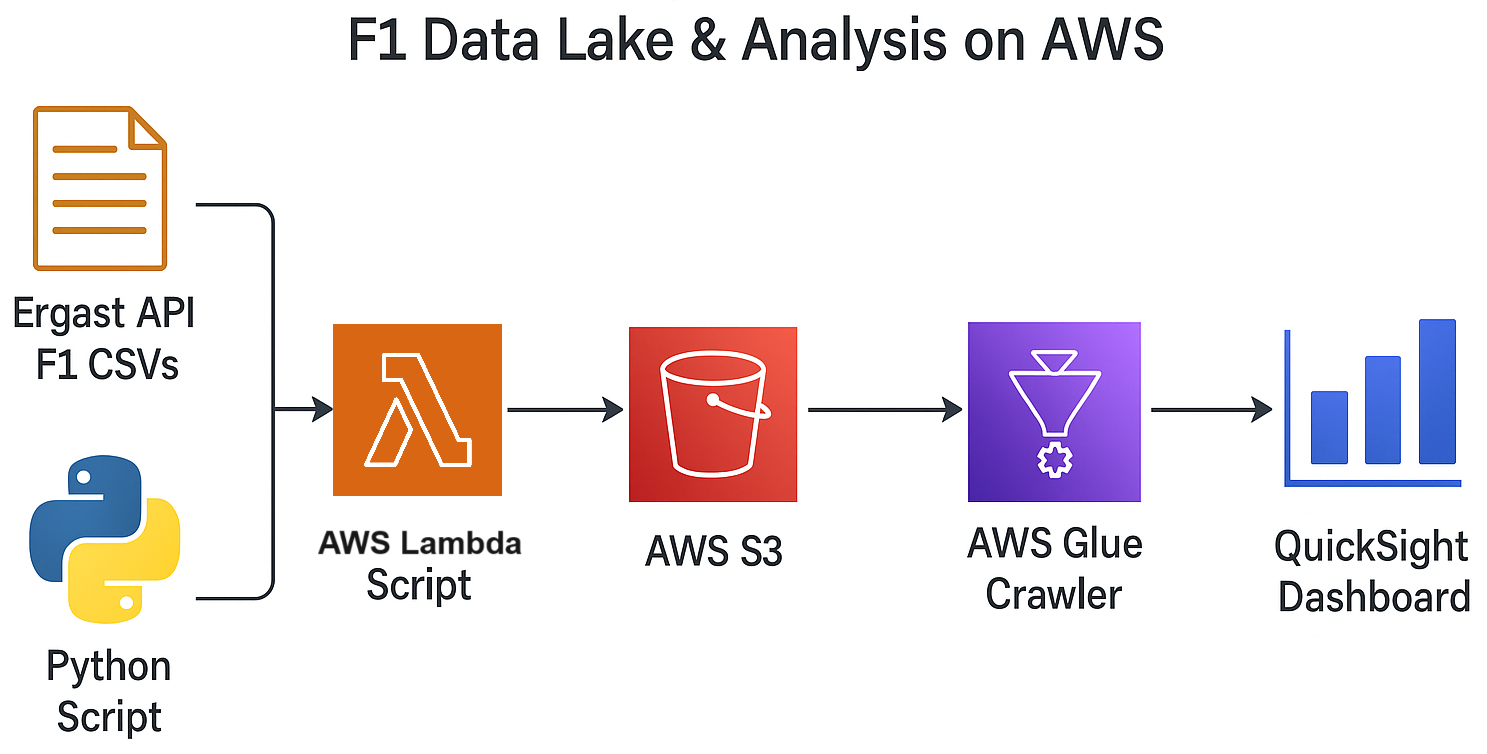 F1 Data Lake & Analysis on AWS
Ergast API
F1 CSVs
Python
Script
AWS Lambda
Script
AWS S3
AWS Glue
Crawler
QuickSight
Dashboard